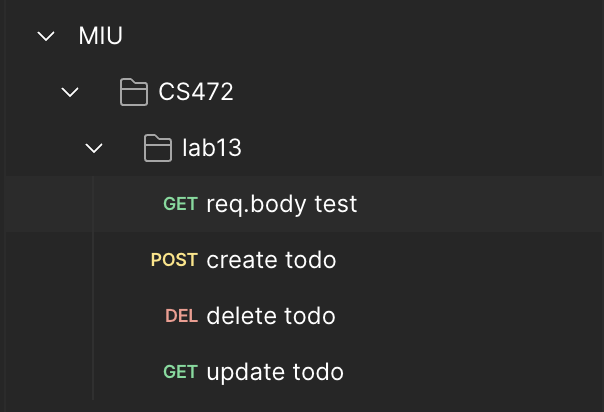 MIU
CS472
lab13
GET req.body test
POST create todo
DEL delete todo
GET update todo